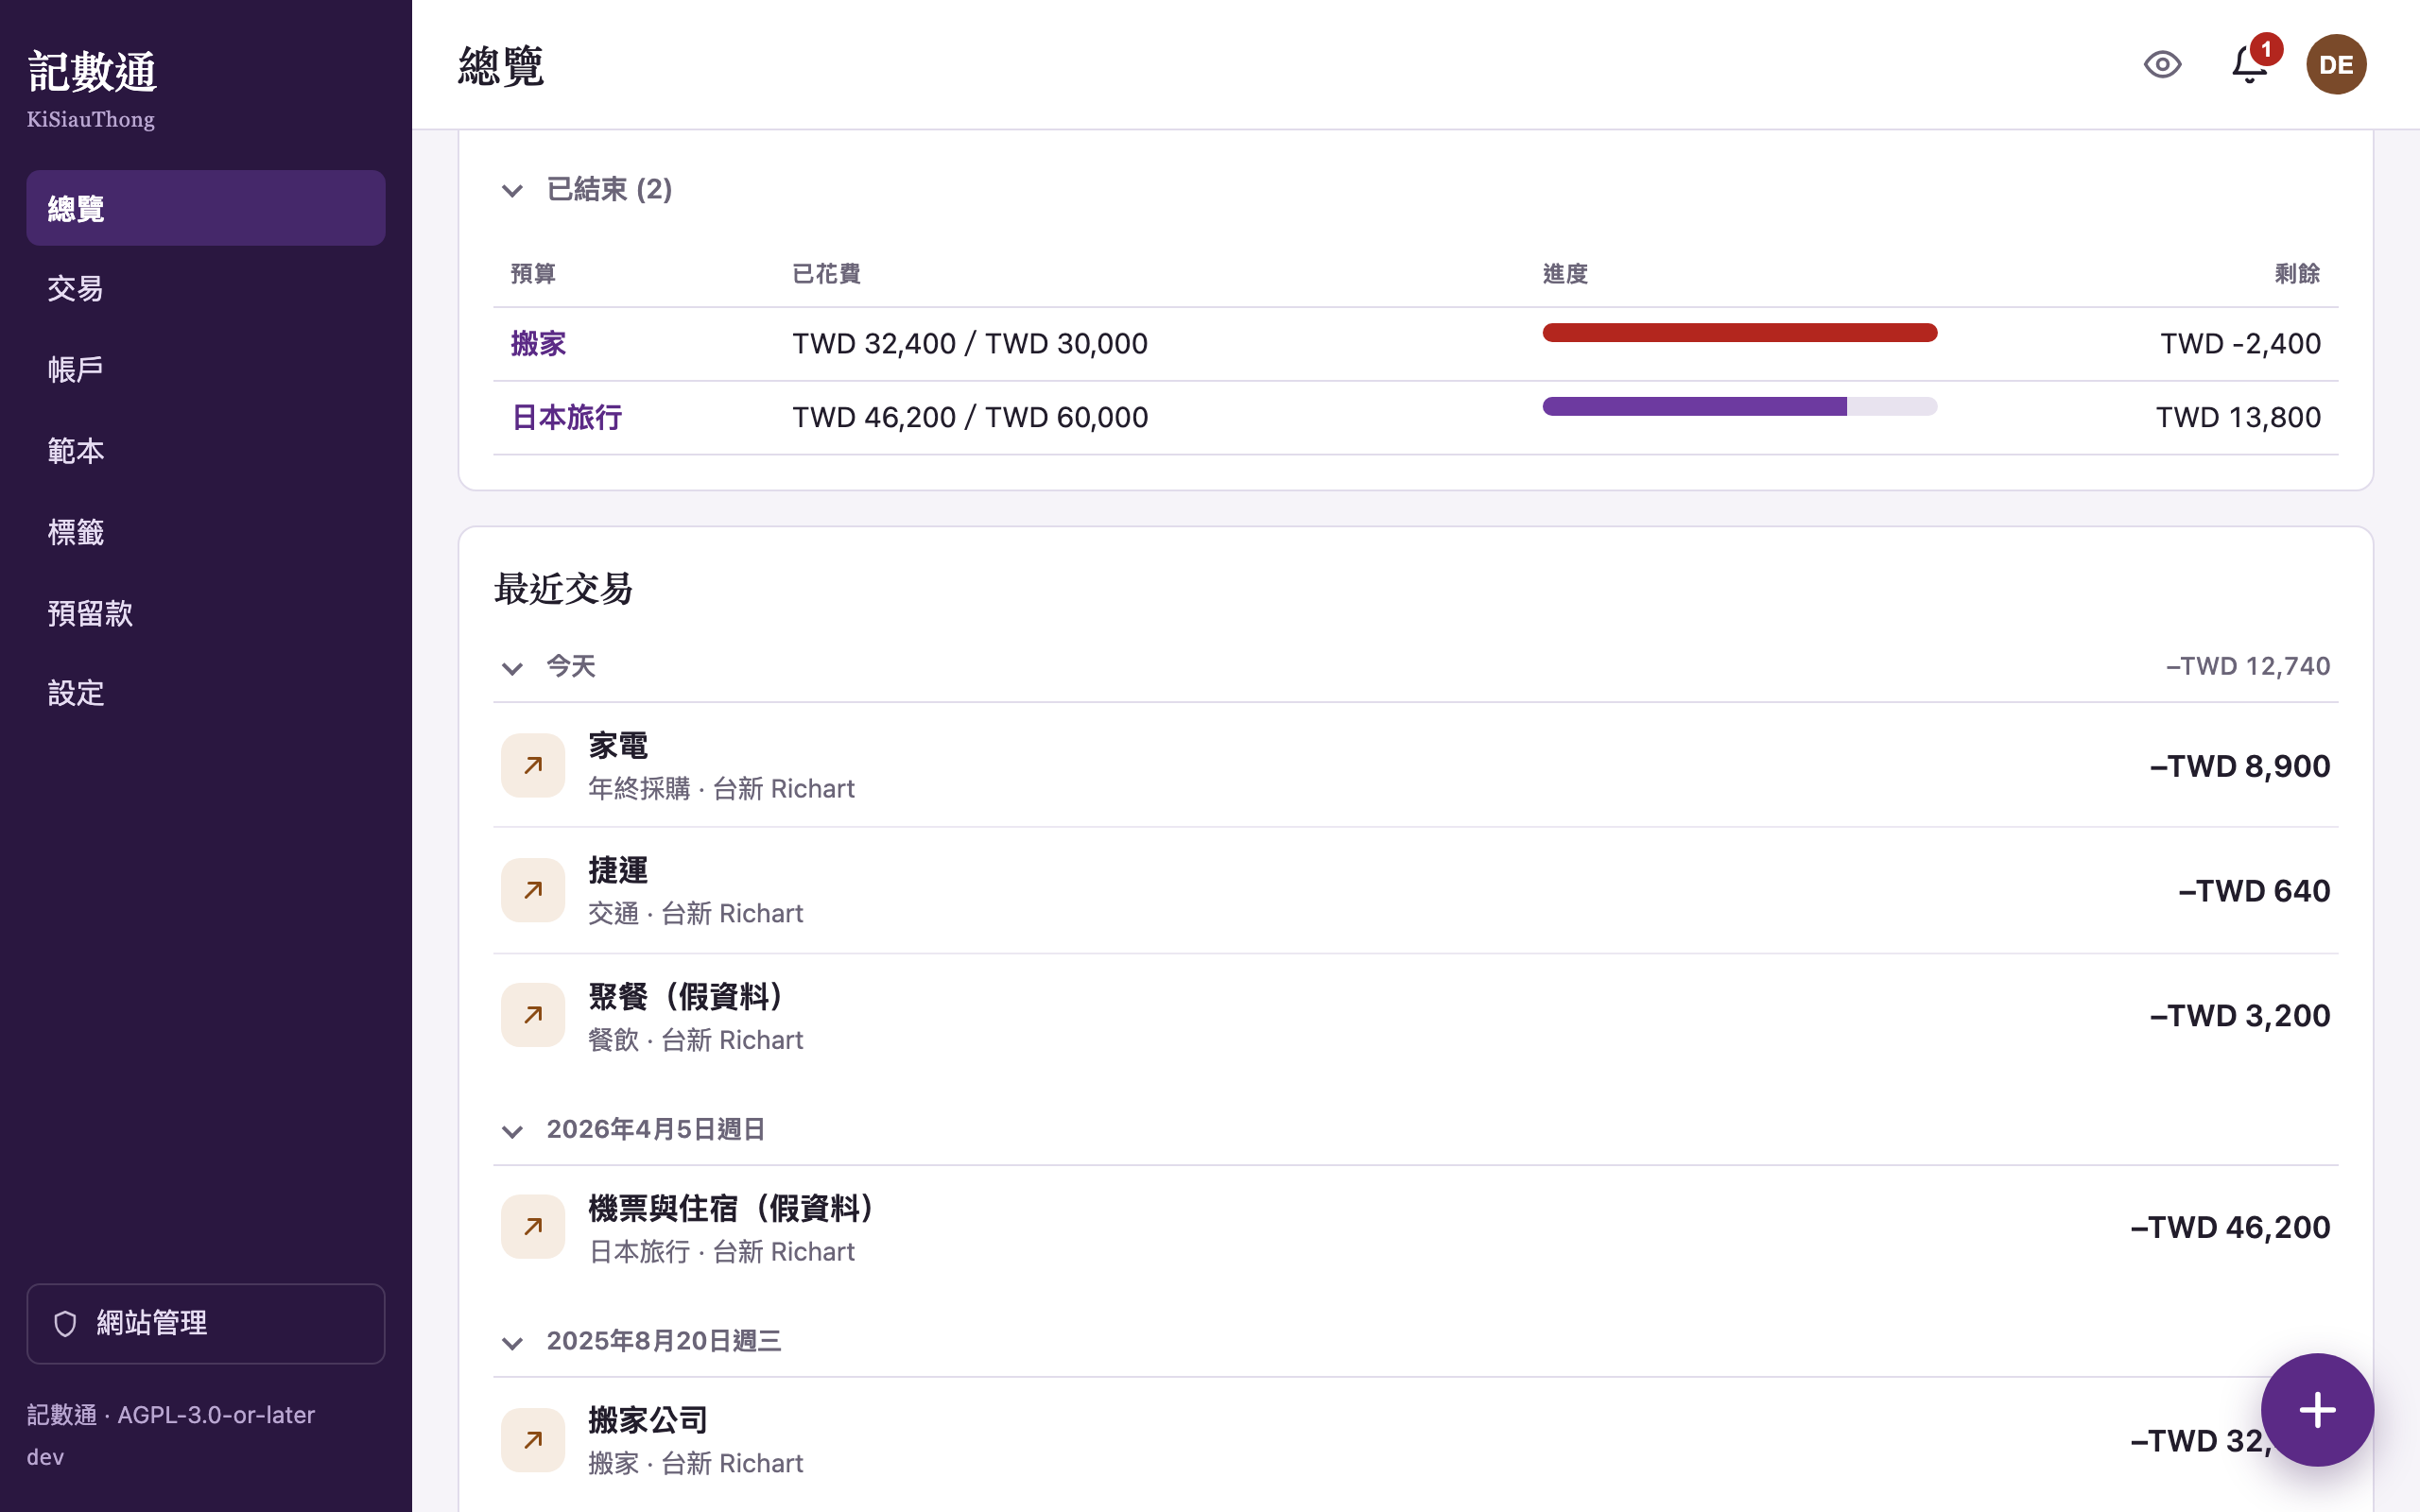 記數通
KiSiauThong
總覽
交易
帳戶
範本
標籤
預留款
設定
網站管理
記數通 · AGPL-3.0-or-later
dev
總覽
1
DE
已結束 (2)
預算 已花費 進度 剩餘
搬家 TWD 32,400 / TWD 30,000 TWD -2,400
日本旅行 TWD 46,200 / TWD 60,000 TWD 13,800
最近交易
今天 –TWD 12,740
家電
年終採購 · 台新 Richart
–TWD 8,900
捷運
交通 · 台新 Richart
–TWD 640
聚餐（假資料）
餐飲 · 台新 Richart
–TWD 3,200
2026年4月5日週日
機票與住宿（假資料）
日本旅行 · 台新 Richart
–TWD 46,200
2025年8月20日週三
搬家公司
搬家 · 台新 Richart
–TWD 32,